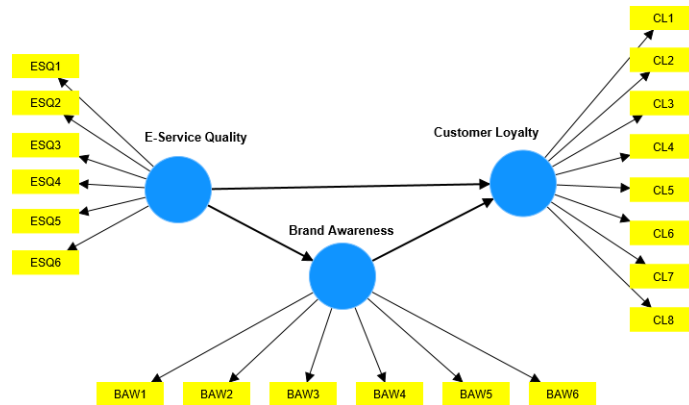 ESQ1
ESQ2
ESQ3
ESQ4
ESQ5
ESQ6
E-Service Quality
Brand Awareness
BAW1
BAW2
BAW3
BAW4
BAW5
BAW6
Customer Loyalty
CL1
CL2
CL3
CL4
CL5
CL6
CL7
CL8